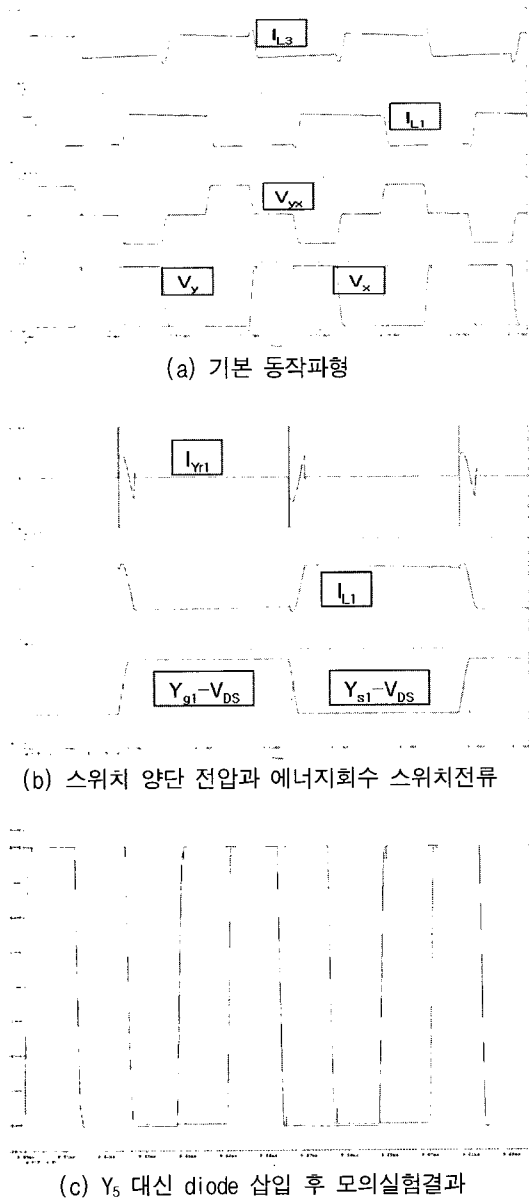 I_L3
I_L1
V_yx
V_y
V_x
(a) 기본 동작파형
I_Yr1
I_L1
Y_g1-V_DS
Y_s1-V_DS
(b) 스위치 양단 전압과 에너지회수 스위치전류
(c) Y_5 대신 diode 삽입 후 모의실험결과